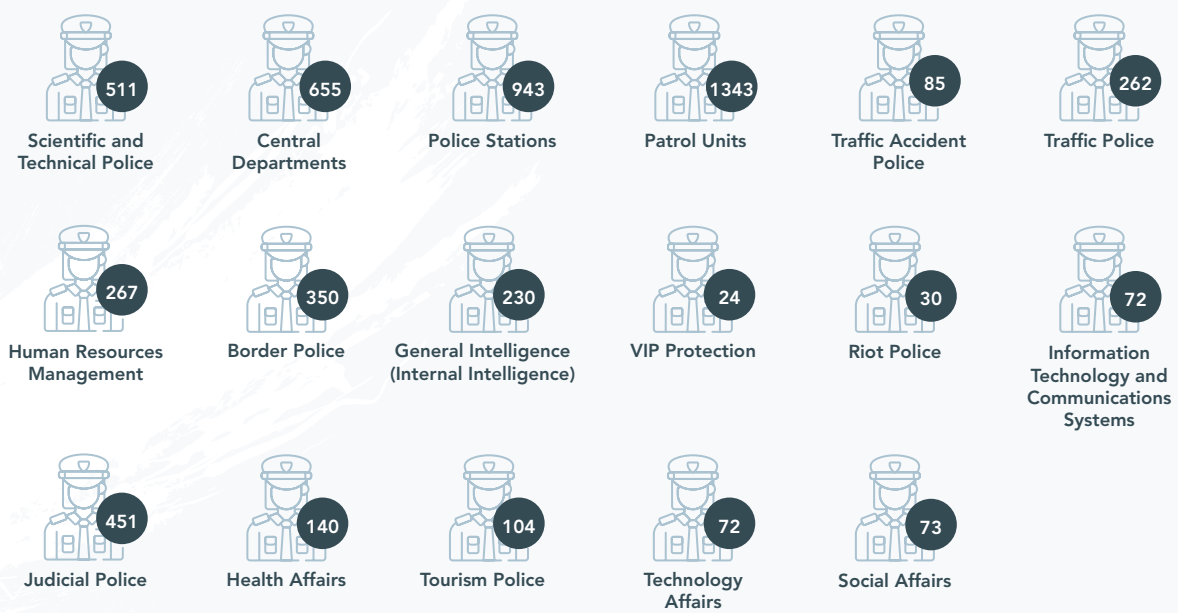 511
Scientific and
Technical Police
655
Central
Departments
943
Police Stations
1343
Patrol Units
85
Traffic Accident
Police
262
Traffic Police
267
Human Resources
Management
350
Border Police
230
General Intelligence
(Internal Intelligence)
24
VIP Protection
30
Riot Police
72
Information
Technology and
Communications
Systems
451
Judicial Police
140
Health Affairs
104
Tourism Police
72
Technology
Affairs
73
Social Affairs